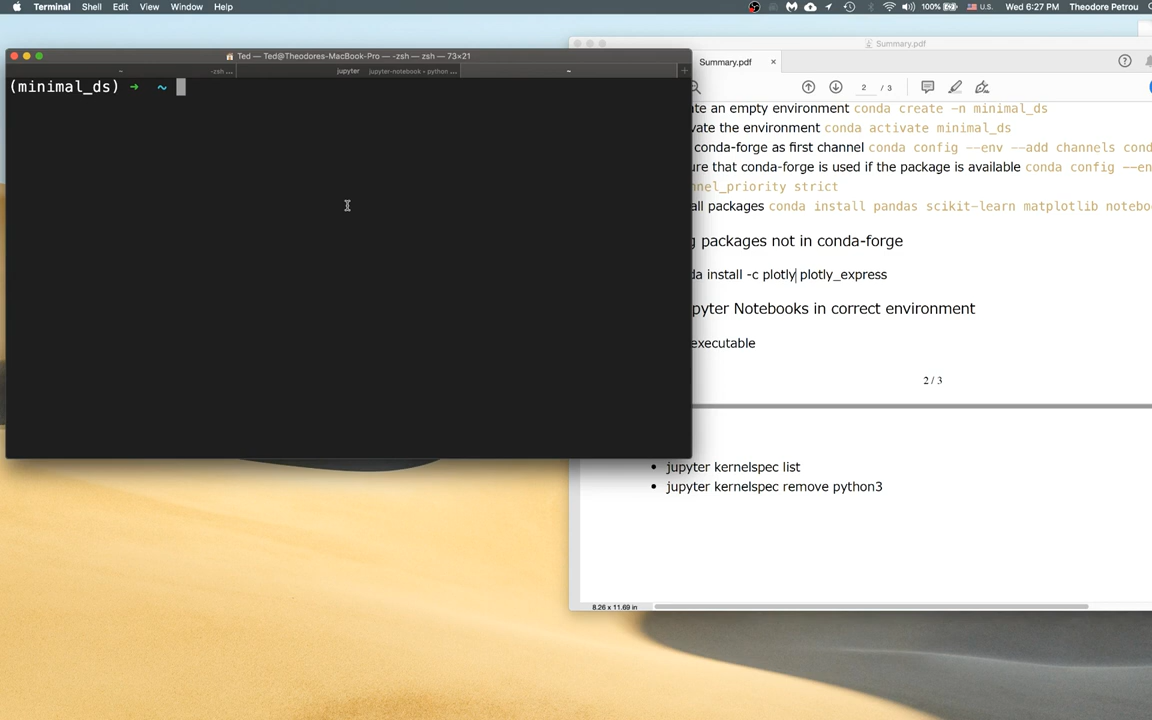 Terminal Shell Edit View Window Help 100% U.S. Wed 6:27 PM Theodore Petrou
Ted — Ted@Theodores-MacBook-Pro — -zsh — zsh — 73×21
~ -zsh ... jupyter jupyter-notebook • python ... ~
(minimal_ds) ➜ ~
Summary.pdf
Summary.pdf ×
2 / 3
ate an empty environment conda create -n minimal_ds
vate the environment conda activate minimal_ds
conda-forge as first channel conda config --env --add channels cond
ure that conda-forge is used if the package is available conda config --en
nnel_priority strict
all packages conda install pandas scikit-learn matplotlib notebo
g packages not in conda-forge
da install -c plotly plotly_express
pyter Notebooks in correct environment
executable
2 / 3
• jupyter kernelspec list
• jupyter kernelspec remove python3
8.26 x 11.69 in